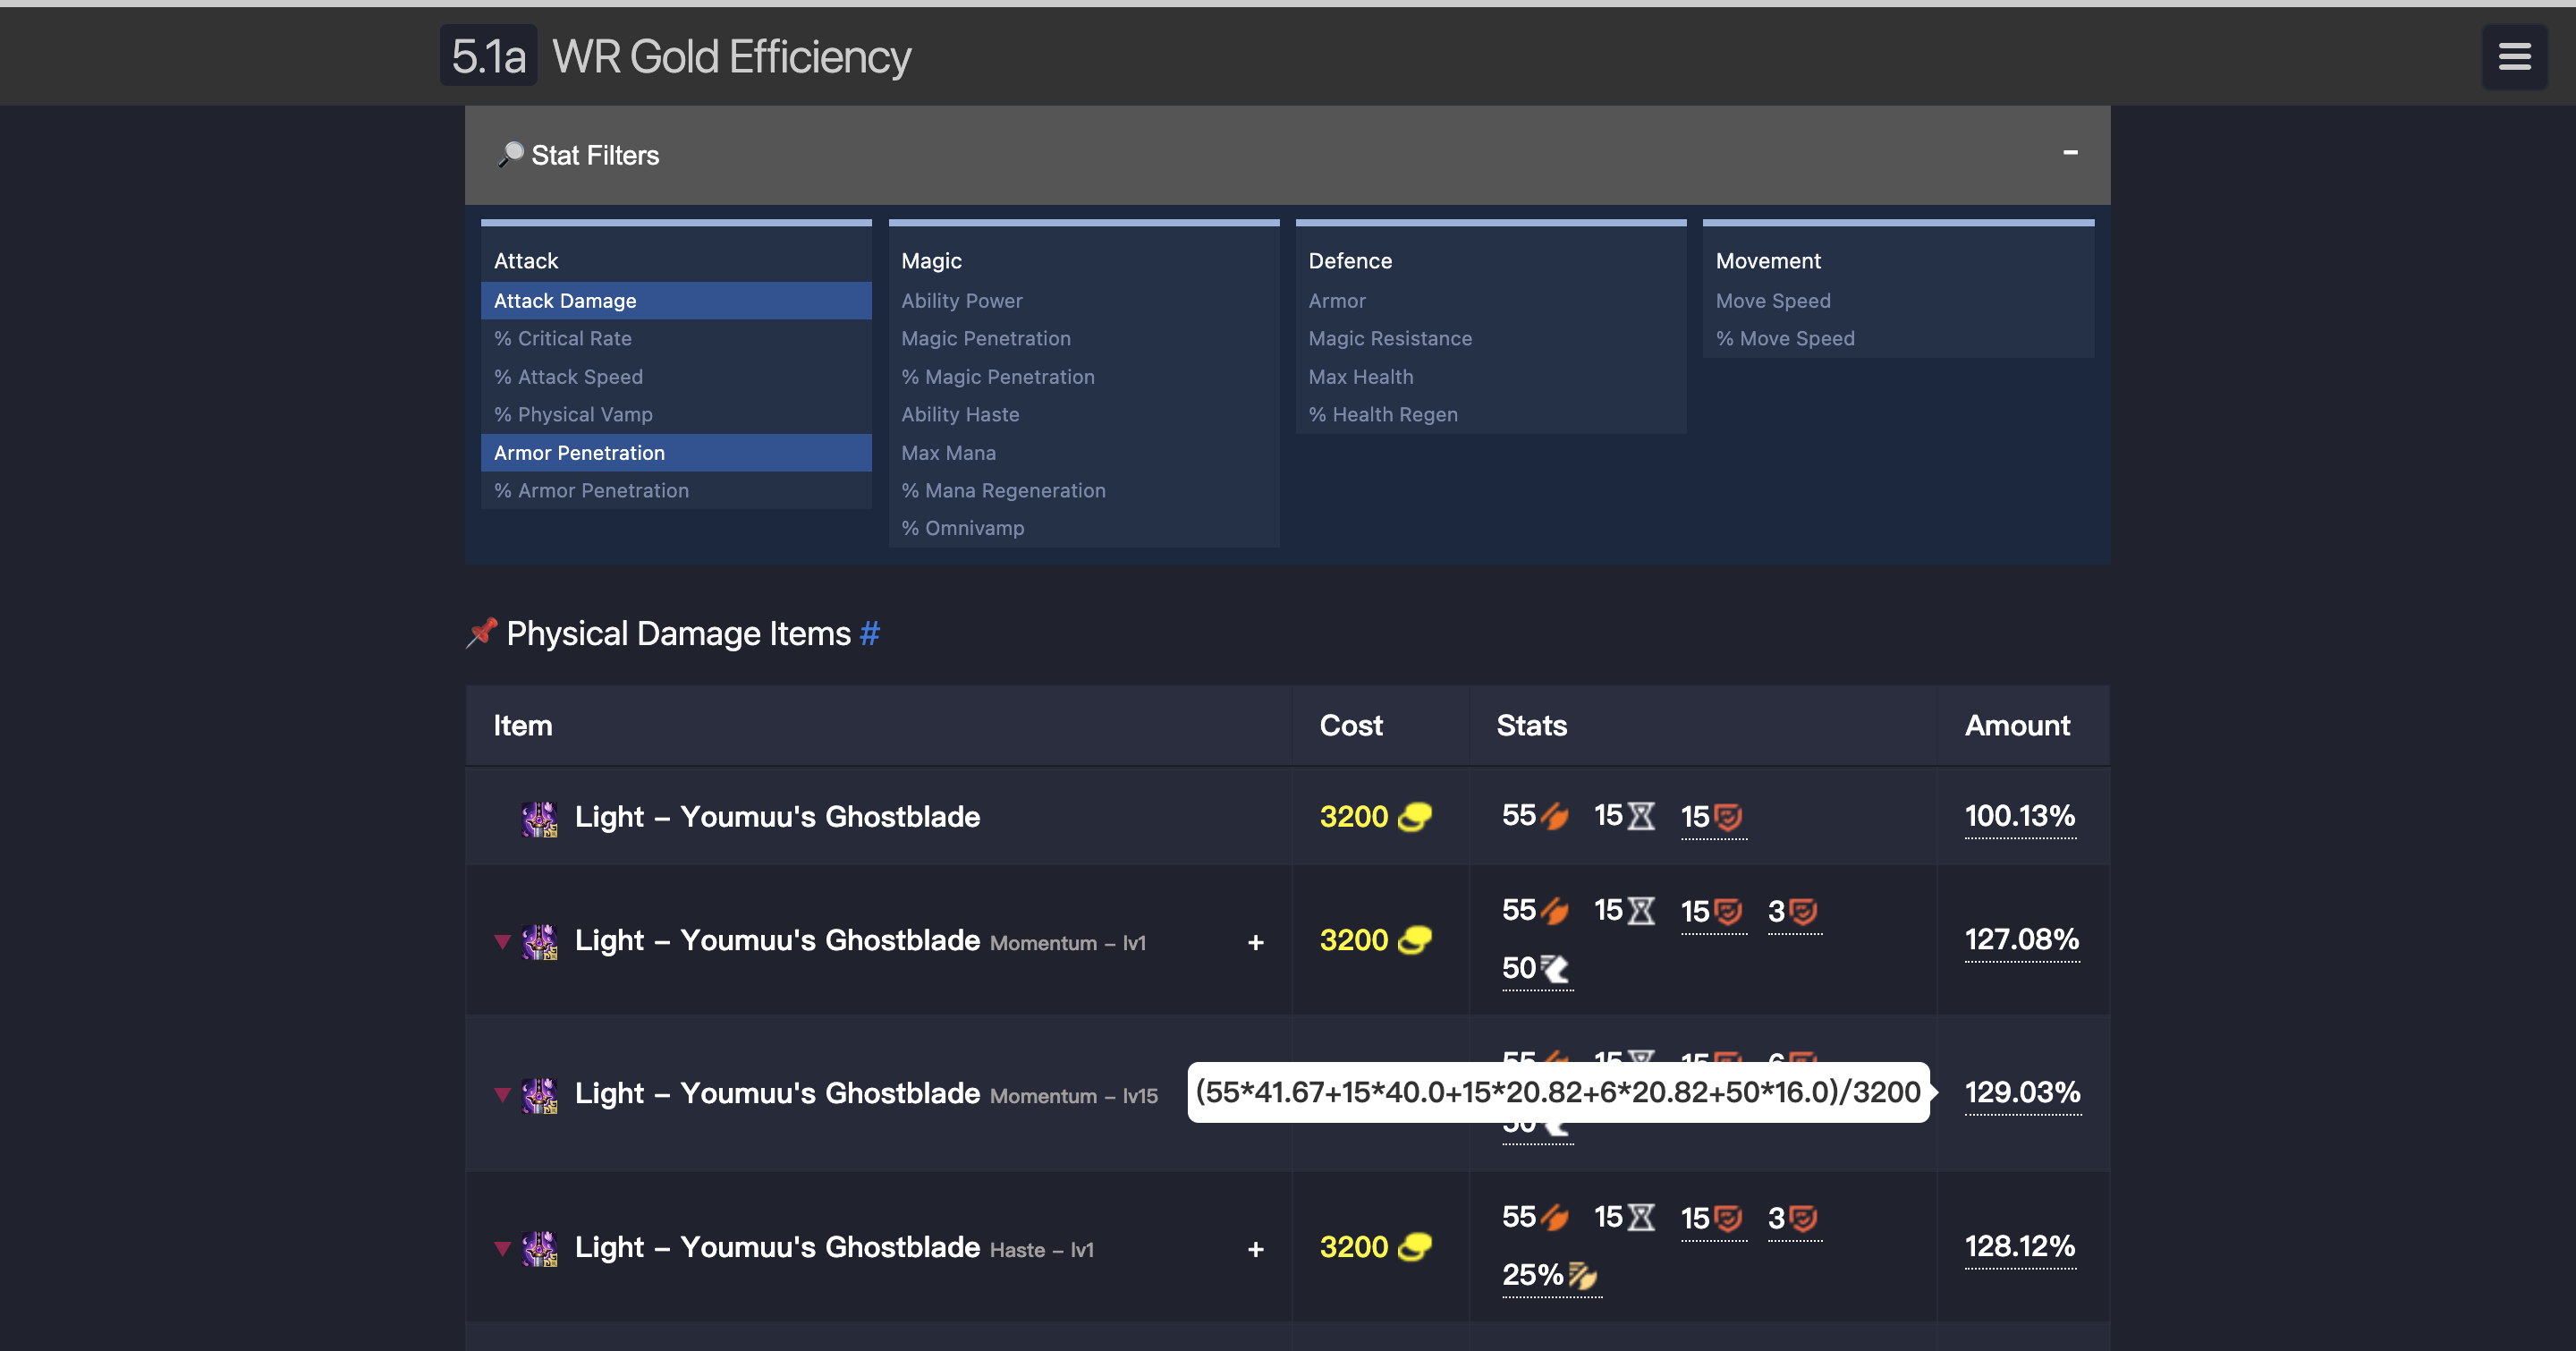 5.1a WR Gold Efficiency
Stat Filters
Attack
Attack Damage
% Critical Rate
% Attack Speed
% Physical Vamp
Armor Penetration
% Armor Penetration
Magic
Ability Power
Magic Penetration
% Magic Penetration
Ability Haste
Max Mana
% Mana Regeneration
% Omnivamp
Defence
Armor
Magic Resistance
Max Health
% Health Regen
Movement
Move Speed
% Move Speed
Physical Damage Items #
Item Cost Stats Amount
Light – Youmuu's Ghostblade 3200 55 15 15 100.13%
Light – Youmuu's Ghostblade Momentum – lv1 + 3200 55 15 15 3 127.08%
50
55 15 15 6
Light – Youmuu's Ghostblade Momentum – lv15 (55*41.67+15*40.0+15*20.82+6*20.82+50*16.0)/3200 129.03%
50
Light – Youmuu's Ghostblade Haste – lv1 + 3200 55 15 15 3 128.12%
25%